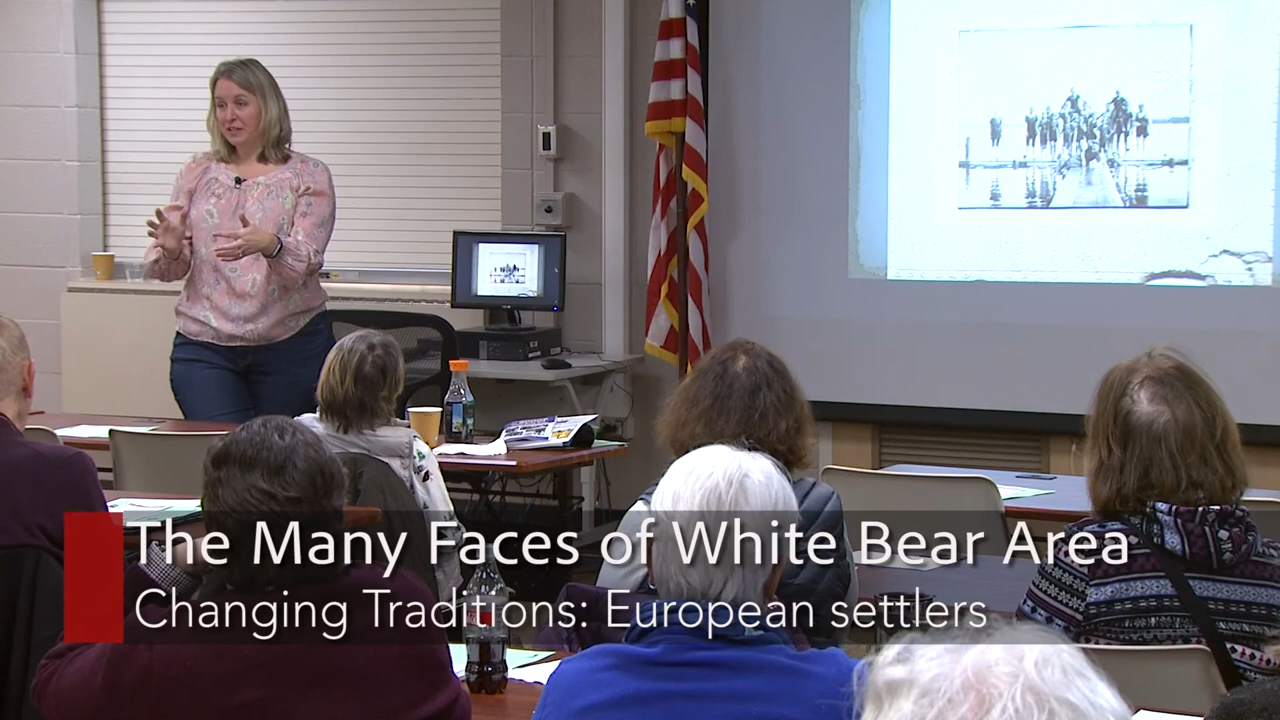 The Many Faces of White Bear Area
Changing Traditions: European settlers